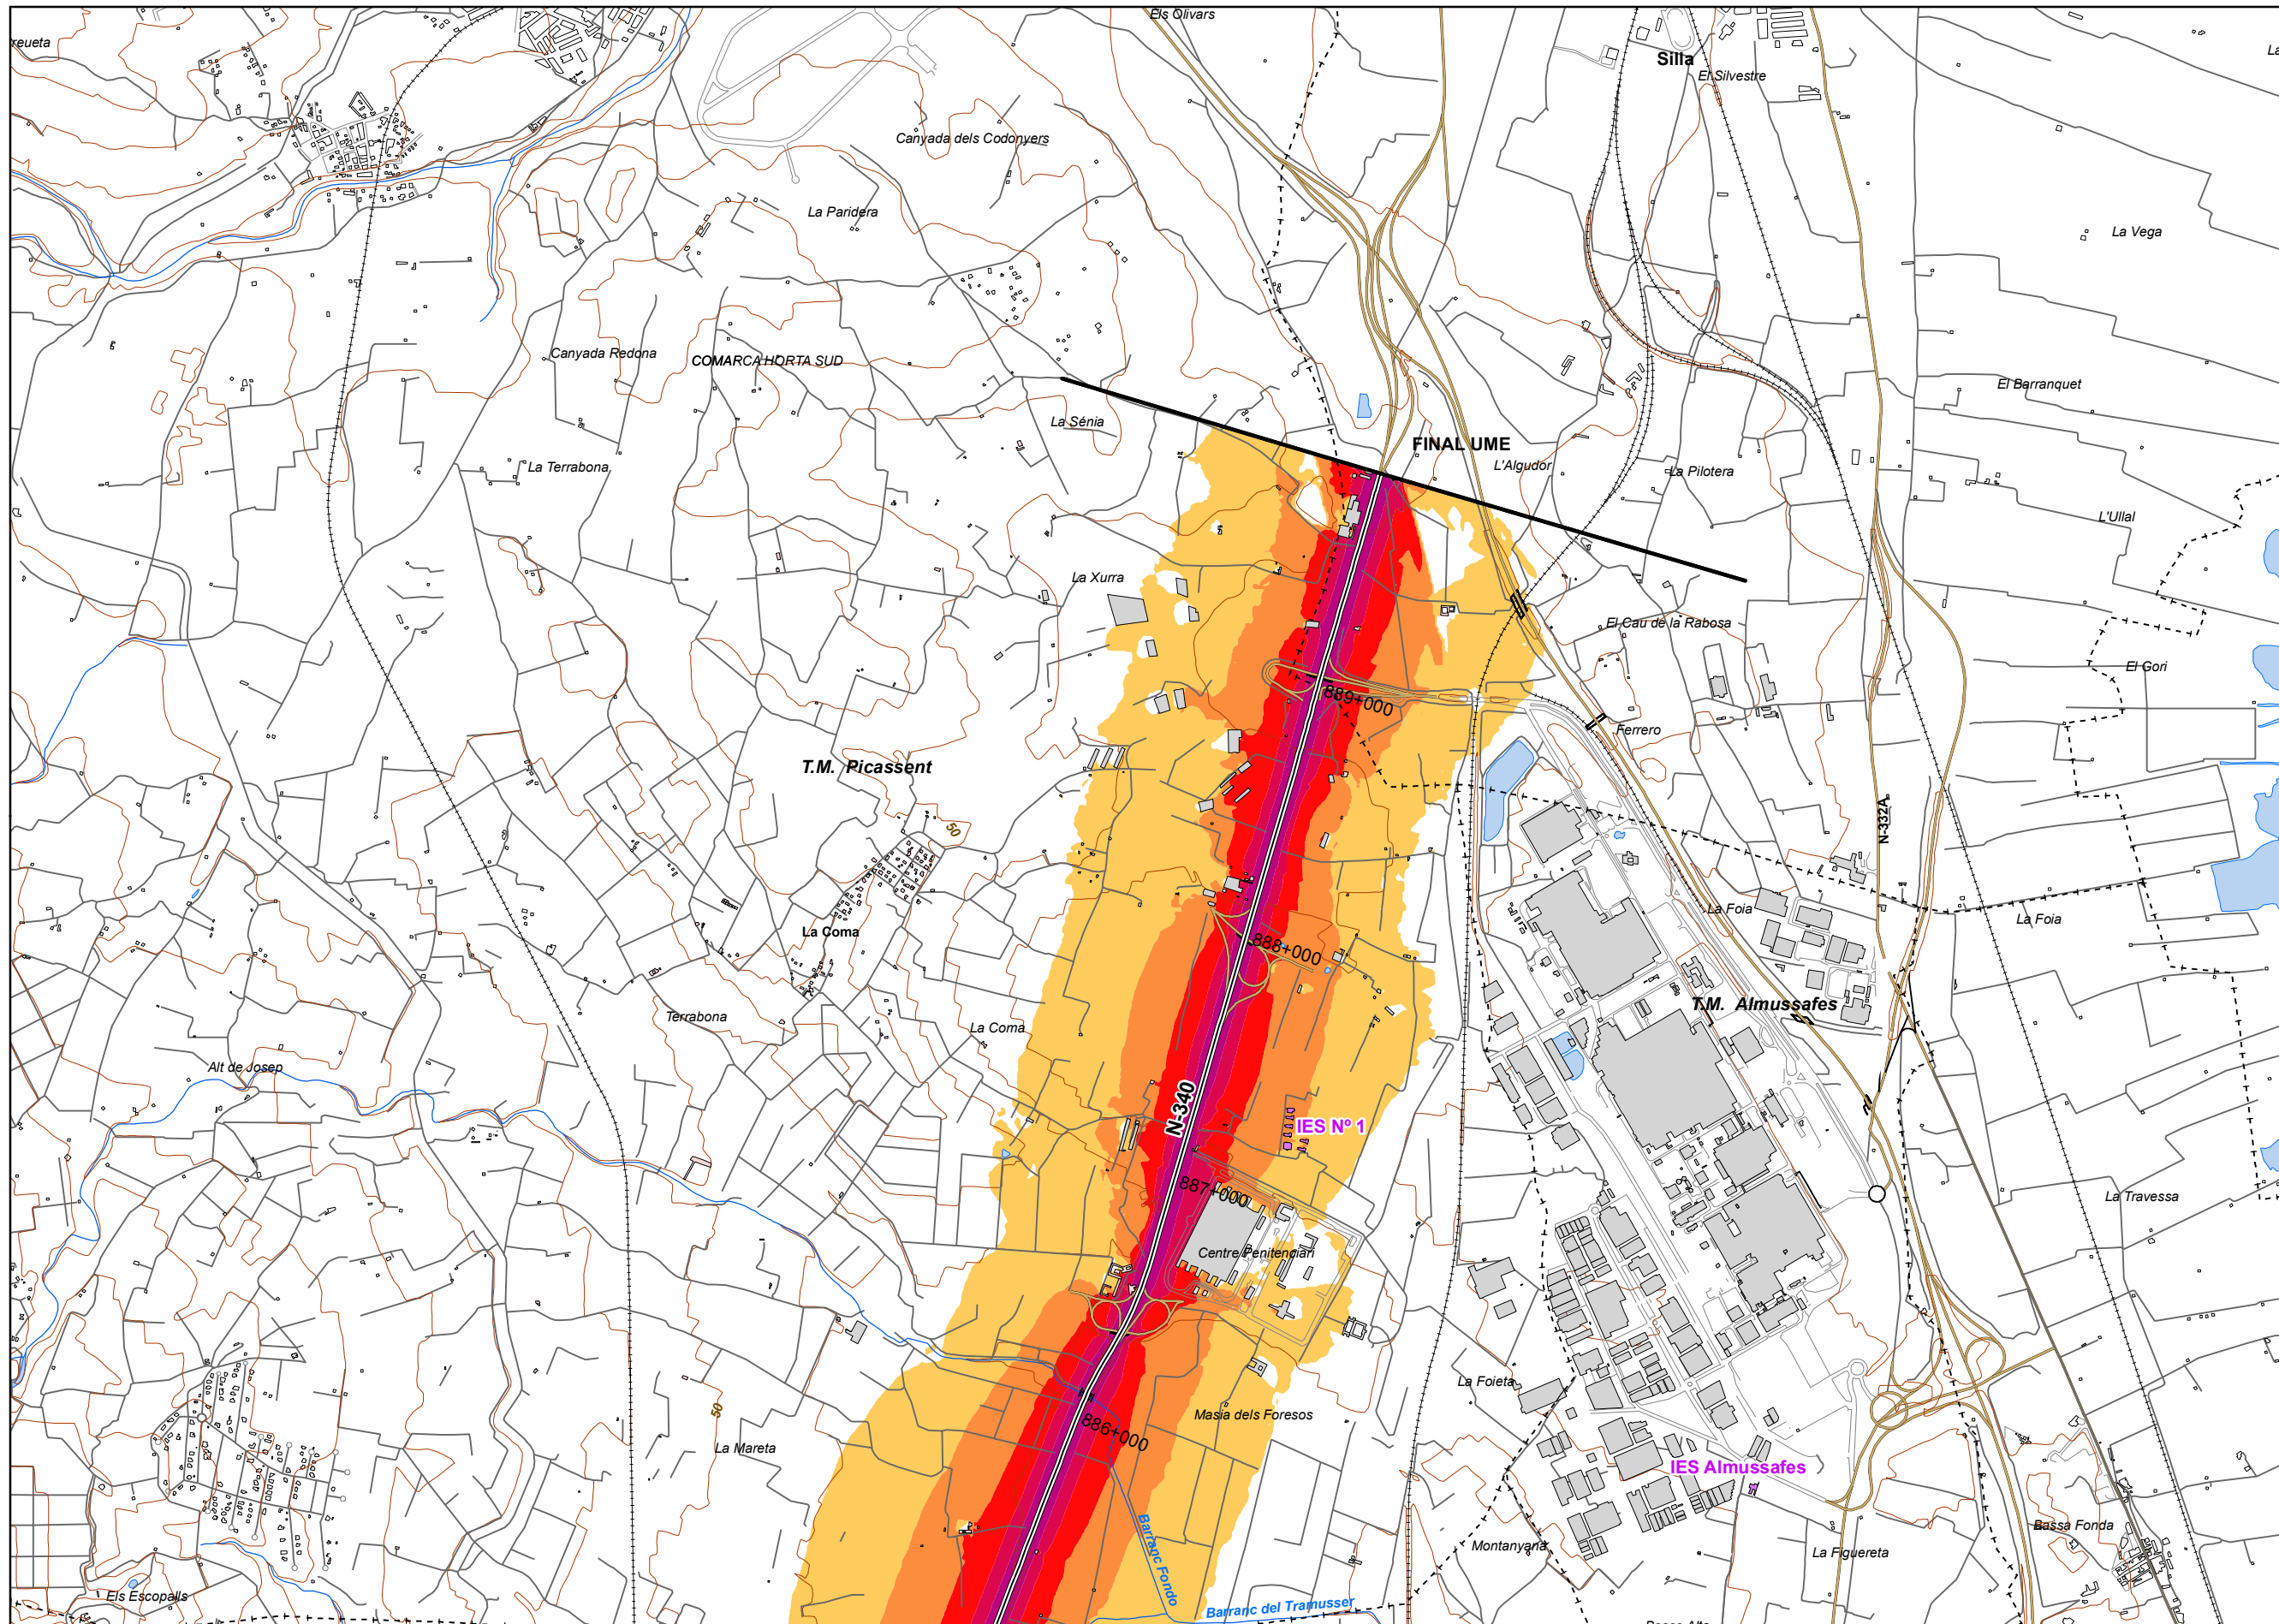 Els Olivars
reueta
La
Silla
El Silvestre
Canyada dels Codonyers
La Paridera
La Vega
Canyada Redona
COMARCA HORTA SUD
El Barranquet
La Sénia
FINAL UME
L'Algudor
La Terrabona
La Pilotera
L'Ullal
La Xurra
El Cau de la Rabosa
El Gori
889+000
Ferrero
T.M. Picassent
50
N-332A
La Foia
La Foia
La Coma
888+000
T.M. Almussafes
Terrabona
La Coma
Alt de Josep
N-340
IES Nº 1
887+000
La Travessa
Centre Penitenciari
La Foieta
50
Masia dels Foresos
886+000
La Mareta
IES Almussafes
Barranc Fondo
Bassa Fonda
Montanyana
La Figuereta
Els Escopalls
Barranc del Tramusser